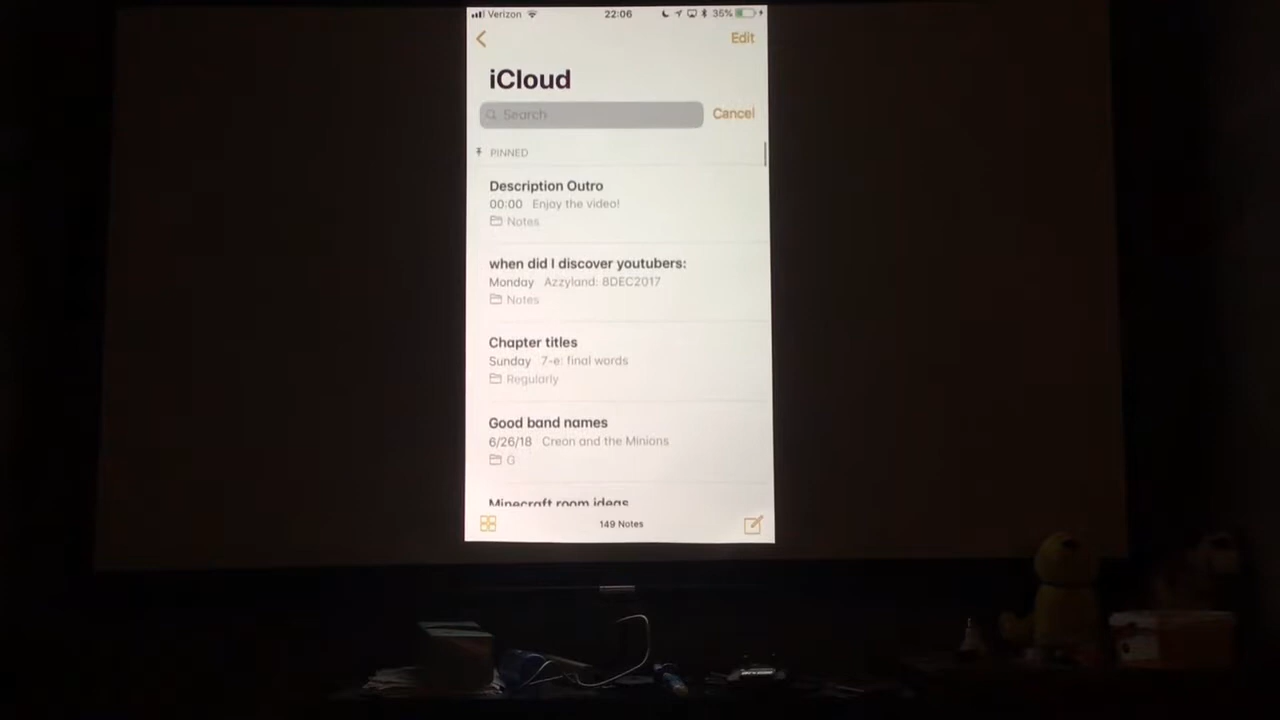 Verizon 22:06 35%
Edit
iCloud
Search Cancel
PINNED
Description Outro
00:00 Enjoy the video!
Notes
when did I discover youtubers:
Monday Azzyland: 8DEC2017
Notes
Chapter titles
Sunday 7-e: final words
Regularly
Good band names
6/26/18 Creon and the Minions
G
Minecraft room ideas
149 Notes